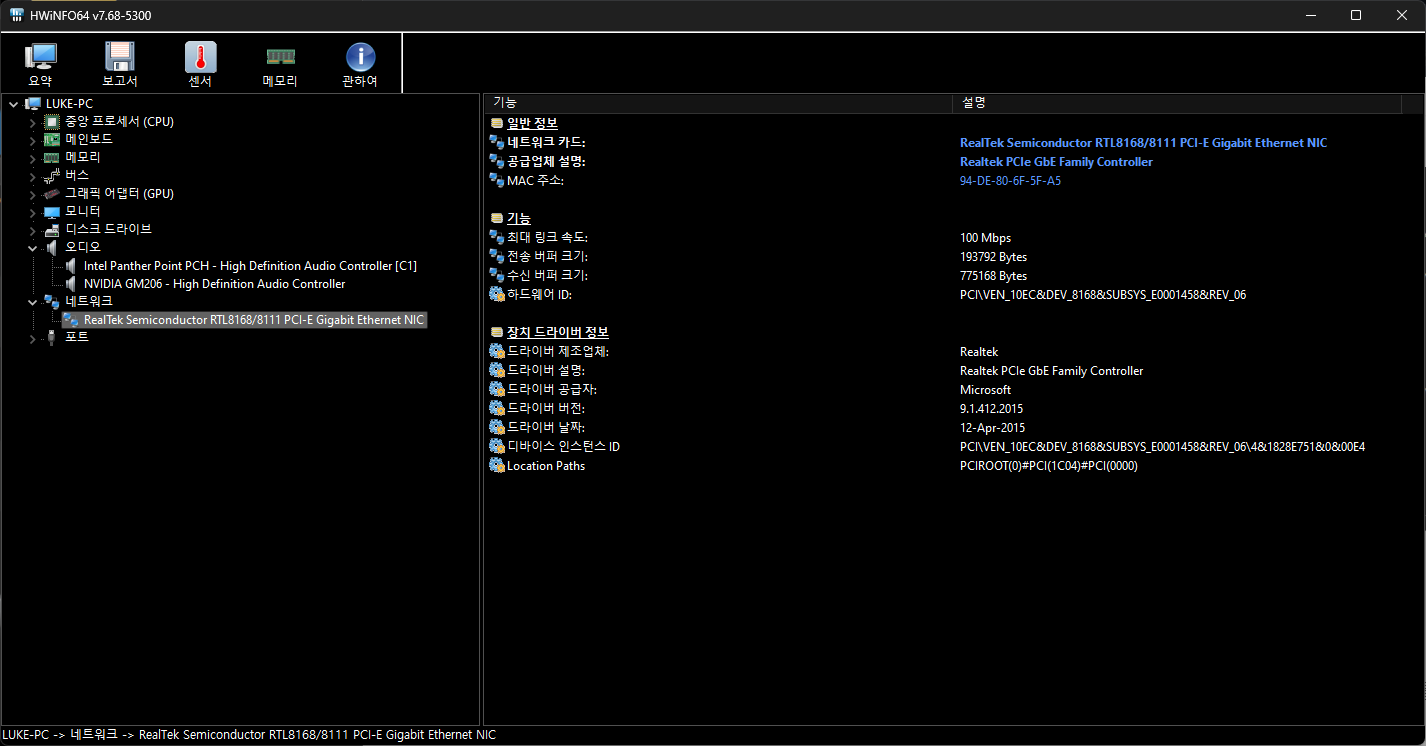 HWiNFO64 v7.68-5300
요약 보고서 센서 메모리 관하여
LUKE-PC
중앙 프로세서 (CPU)
메인보드
메모리
버스
그래픽 어댑터 (GPU)
모니터
디스크 드라이브
오디오
Intel Panther Point PCH - High Definition Audio Controller [C1]
NVIDIA GM206 - High Definition Audio Controller
네트워크
RealTek Semiconductor RTL8168/8111 PCI-E Gigabit Ethernet NIC
포트
기능 설명
일반 정보
네트워크 카드: RealTek Semiconductor RTL8168/8111 PCI-E Gigabit Ethernet NIC
공급업체 설명: Realtek PCIe GbE Family Controller
MAC 주소: 94-DE-80-6F-5F-A5
기능
최대 링크 속도: 100 Mbps
전송 버퍼 크기: 193792 Bytes
수신 버퍼 크기: 775168 Bytes
하드웨어 ID: PCI\VEN_10EC&DEV_8168&SUBSYS_E0001458&REV_06
장치 드라이버 정보
드라이버 제조업체: Realtek
드라이버 설명: Realtek PCIe GbE Family Controller
드라이버 공급자: Microsoft
드라이버 버전: 9.1.412.2015
드라이버 날짜: 12-Apr-2015
디바이스 인스턴스 ID PCI\VEN_10EC&DEV_8168&SUBSYS_E0001458&REV_06\4&1828E751&0&00E4
Location Paths PCIROOT(0)#PCI(1C04)#PCI(0000)
LUKE-PC -> 네트워크 -> RealTek Semiconductor RTL8168/8111 PCI-E Gigabit Ethernet NIC